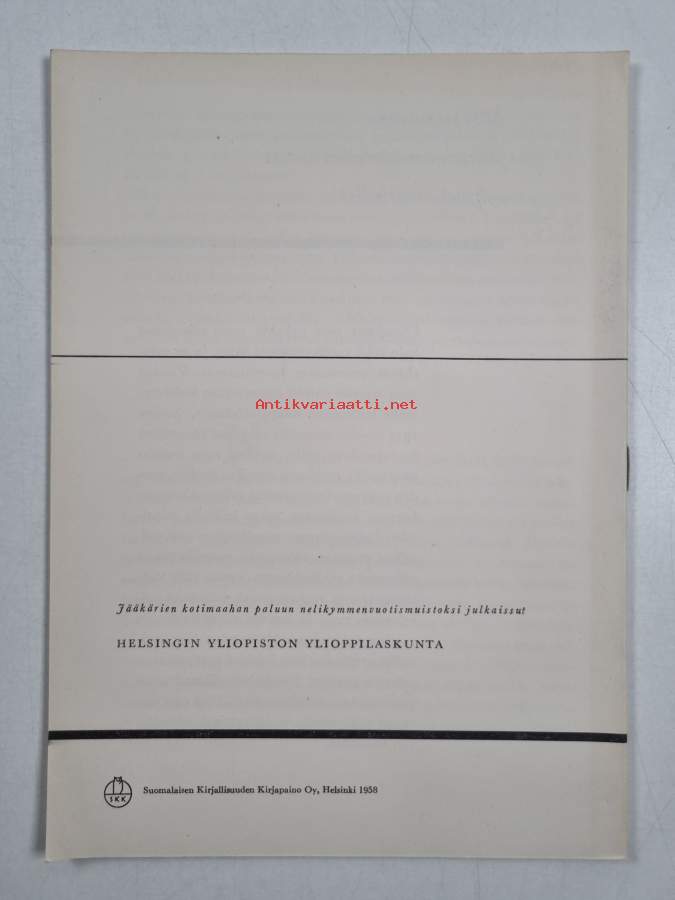 Antikvariaatti.net
Jääkärien kotimaahan paluun nelikymmenvuotismuistoksi julkaissut
HELSINGIN YLIOPISTON YLIOPPILASKUNTA
SKK
Suomalaisen Kirjallisuuden Kirjapaino Oy, Helsinki 1958